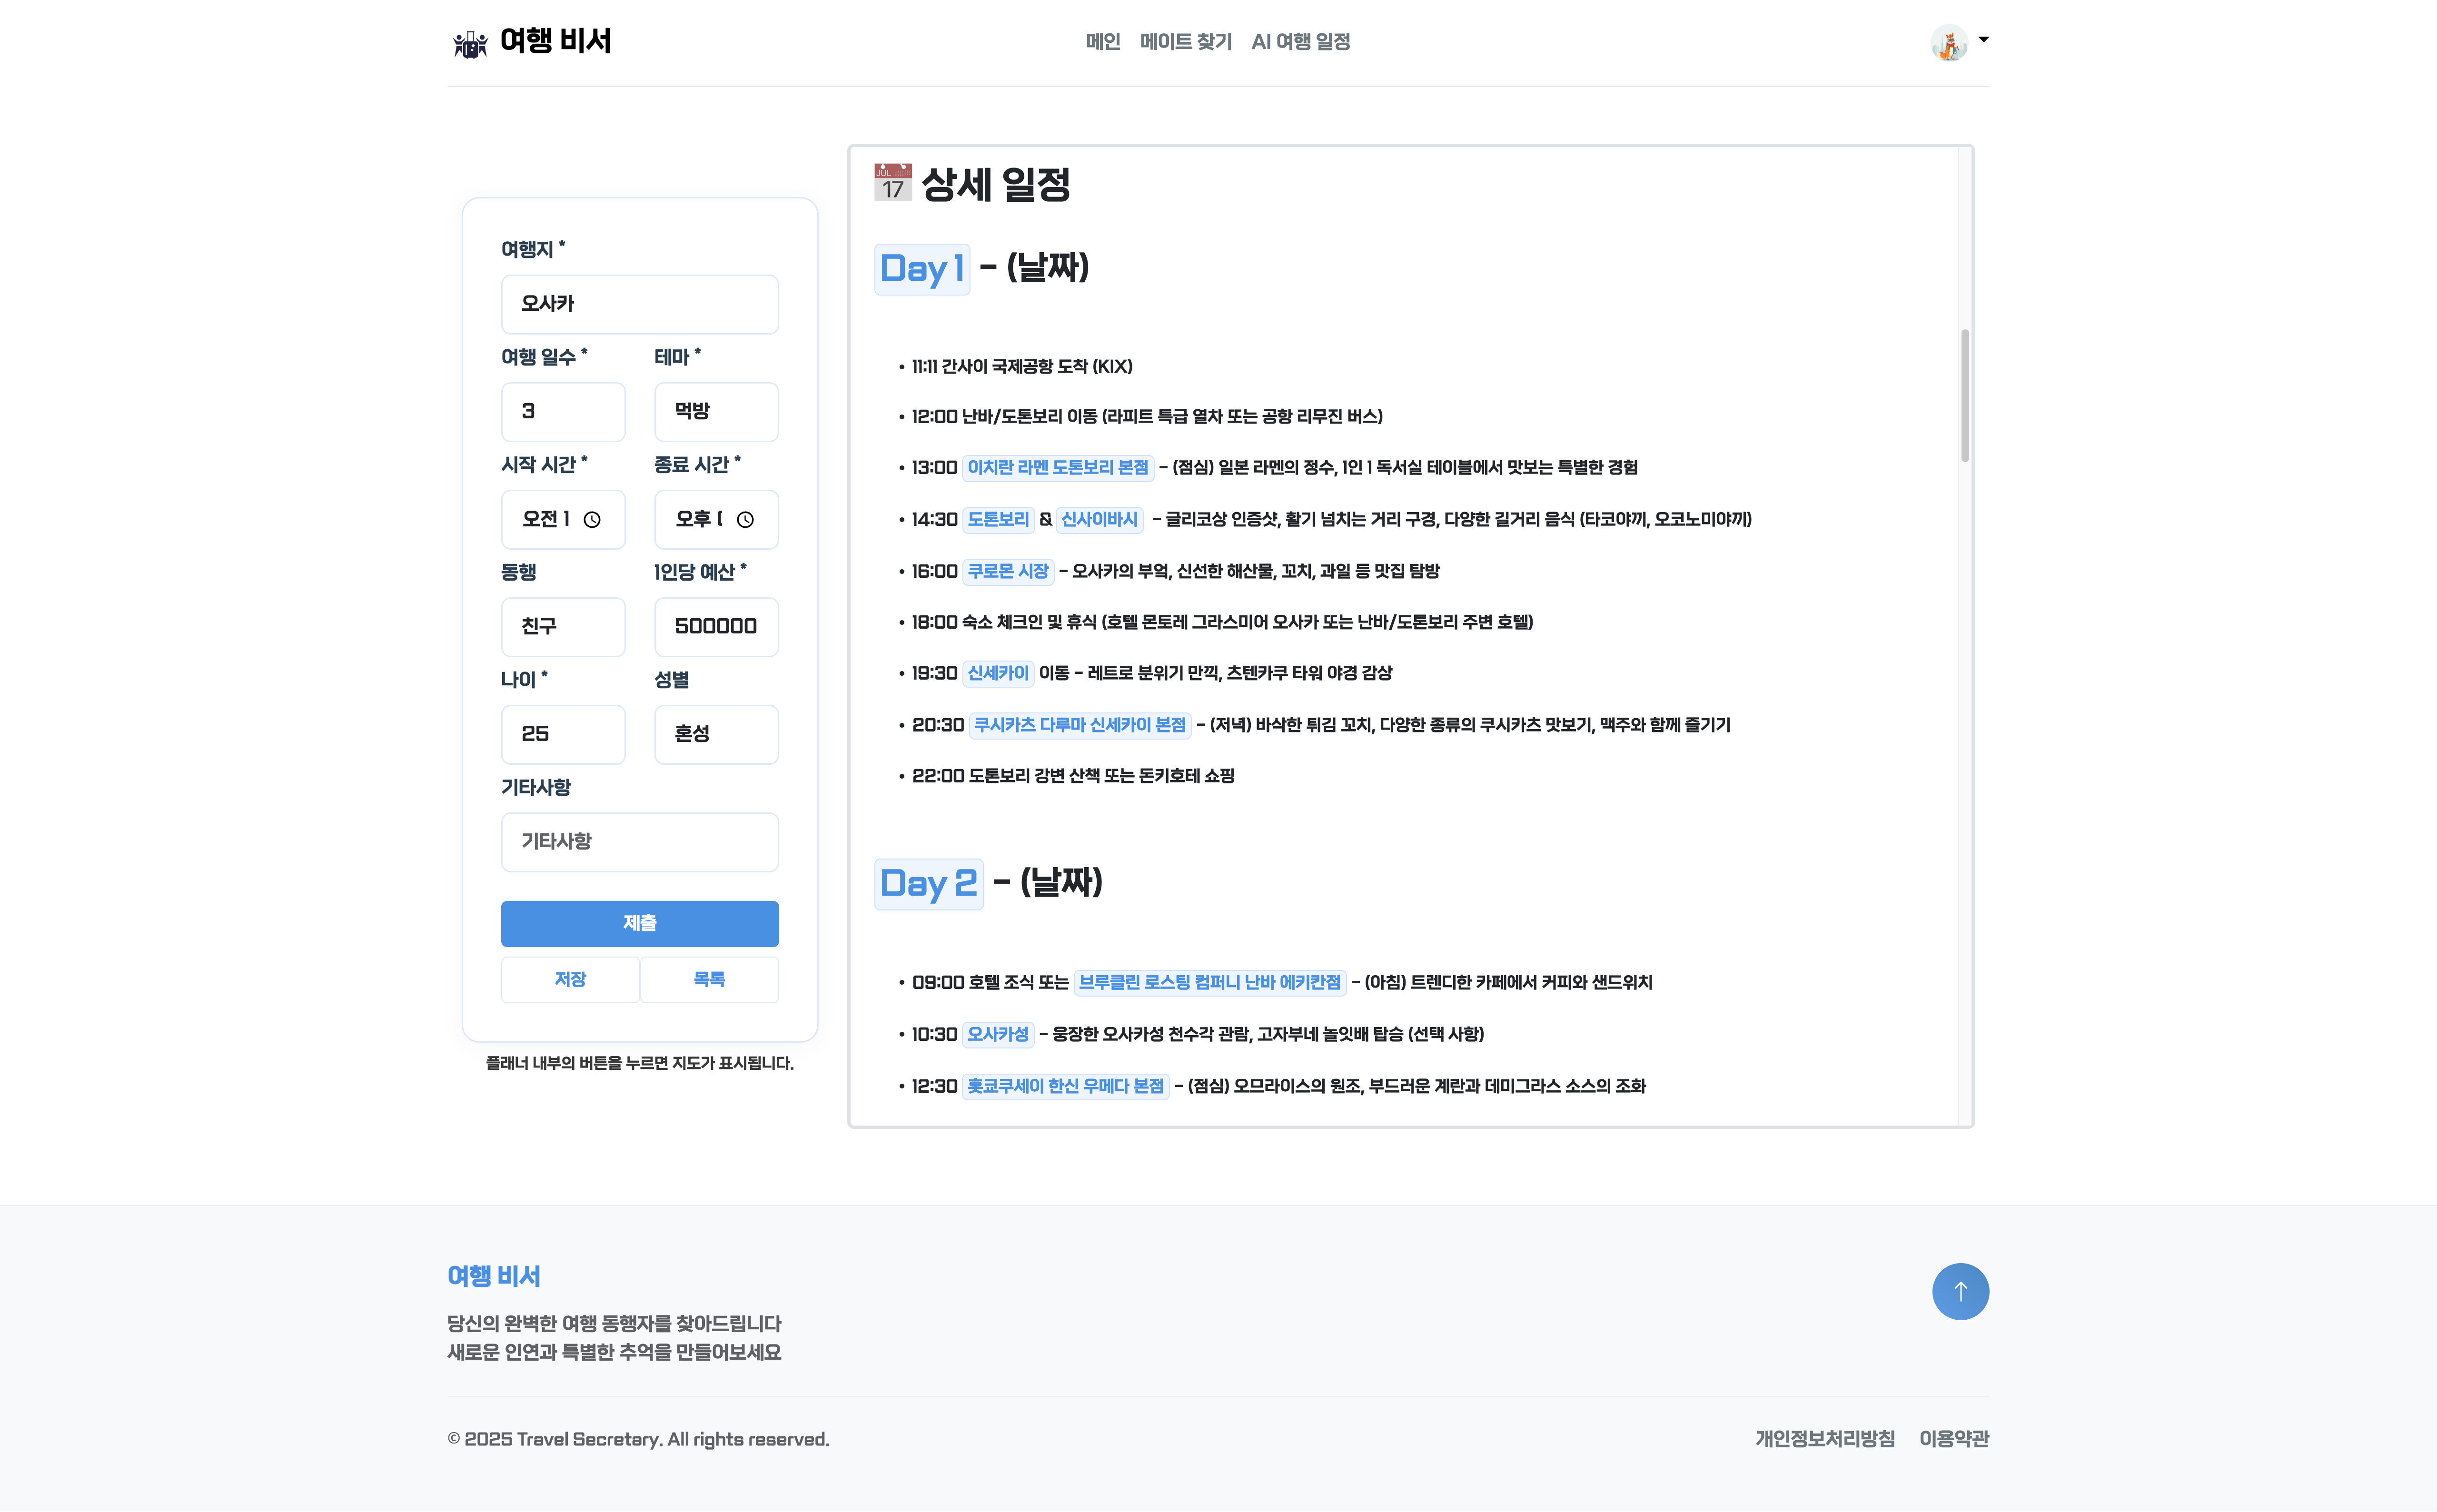 여행 비서
메인 메이트 찾기 AI 여행 일정
여행지 *
오사카
여행 일수 * 테마 *
3 먹방
시작 시간 * 종료 시간 *
오전 1 오후
동행 1인당 예산 *
친구 500000
나이 * 성별
25 혼성
기타사항
기타사항
제출
저장 목록
플래너 내부의 버튼을 누르면 지도가 표시됩니다.
JUL
17
상세 일정
Day 1 - (날짜)
• 11:11 간사이 국제공항 도착 (KIX)
• 12:00 난바/도톤보리 이동 (라피트 특급 열차 또는 공항 리무진 버스)
• 13:00 이치란 라멘 도톤보리 본점 - (점심) 일본 라멘의 정수, 1인 1 독서실 테이블에서 맛보는 특별한 경험
• 14:30 도톤보리 & 신사이바시 - 글리코상 인증샷, 활기 넘치는 거리 구경, 다양한 길거리 음식 (타코야끼, 오코노미야끼)
• 16:00 쿠로몬 시장 - 오사카의 부엌, 신선한 해산물, 꼬치, 과일 등 맛집 탐방
• 18:00 숙소 체크인 및 휴식 (호텔 몬토레 그라스미어 오사카 또는 난바/도톤보리 주변 호텔)
• 19:30 신세카이 이동 - 레트로 분위기 만끽, 츠텐카쿠 타워 야경 감상
• 20:30 쿠시카츠 다루마 신세카이 본점 - (저녁) 바삭한 튀김 꼬치, 다양한 종류의 쿠시카츠 맛보기, 맥주와 함께 즐기기
• 22:00 도톤보리 강변 산책 또는 돈키호테 쇼핑
Day 2 - (날짜)
• 09:00 호텔 조식 또는 브루클린 로스팅 컴퍼니 난바 에키칸점 - (아침) 트렌디한 카페에서 커피와 샌드위치
• 10:30 오사카성 - 웅장한 오사카성 천수각 관람, 고자부네 놀잇배 탑승 (선택 사항)
• 12:30 홋쿄쿠세이 한신 우메다 본점 - (점심) 오므라이스의 원조, 부드러운 계란과 데미그라스 소스의 조화
여행 비서
당신의 완벽한 여행 동행자를 찾아드립니다
새로운 인연과 특별한 추억을 만들어보세요
© 2025 Travel Secretary. All rights reserved.
개인정보처리방침 이용약관